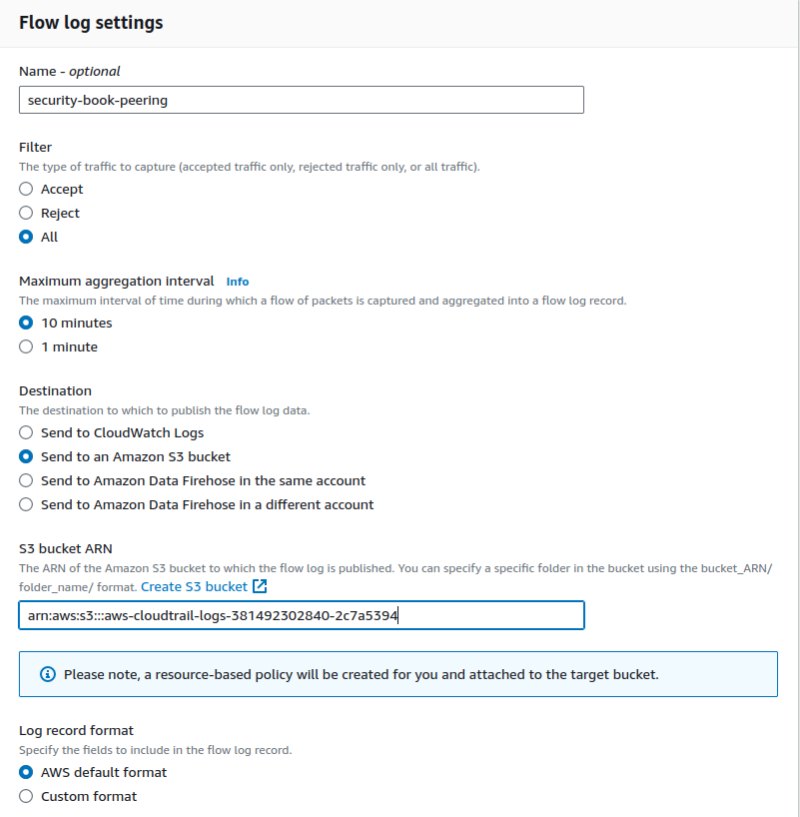 Flow log settings
Name - optional
security-book-peering
Filter
The type of traffic to capture (accepted traffic only, rejected traffic only, or all traffic).
Accept
Reject
All
Maximum aggregation interval Info
The maximum interval of time during which a flow of packets is captured and aggregated into a flow log record.
10 minutes
1 minute
Destination
The destination to which to publish the flow log data.
Send to CloudWatch Logs
Send to an Amazon S3 bucket
Send to Amazon Data Firehose in the same account
Send to Amazon Data Firehose in a different account
S3 bucket ARN
The ARN of the Amazon S3 bucket to which the flow log is published. You can specify a specific folder in the bucket using the bucket_ARN/
folder_name/ format. Create S3 bucket
arn:aws:s3:::aws-cloudtrail-logs-381492302840-2c7a5394
Please note, a resource-based policy will be created for you and attached to the target bucket.
Log record format
Specify the fields to include in the flow log record.
AWS default format
Custom format